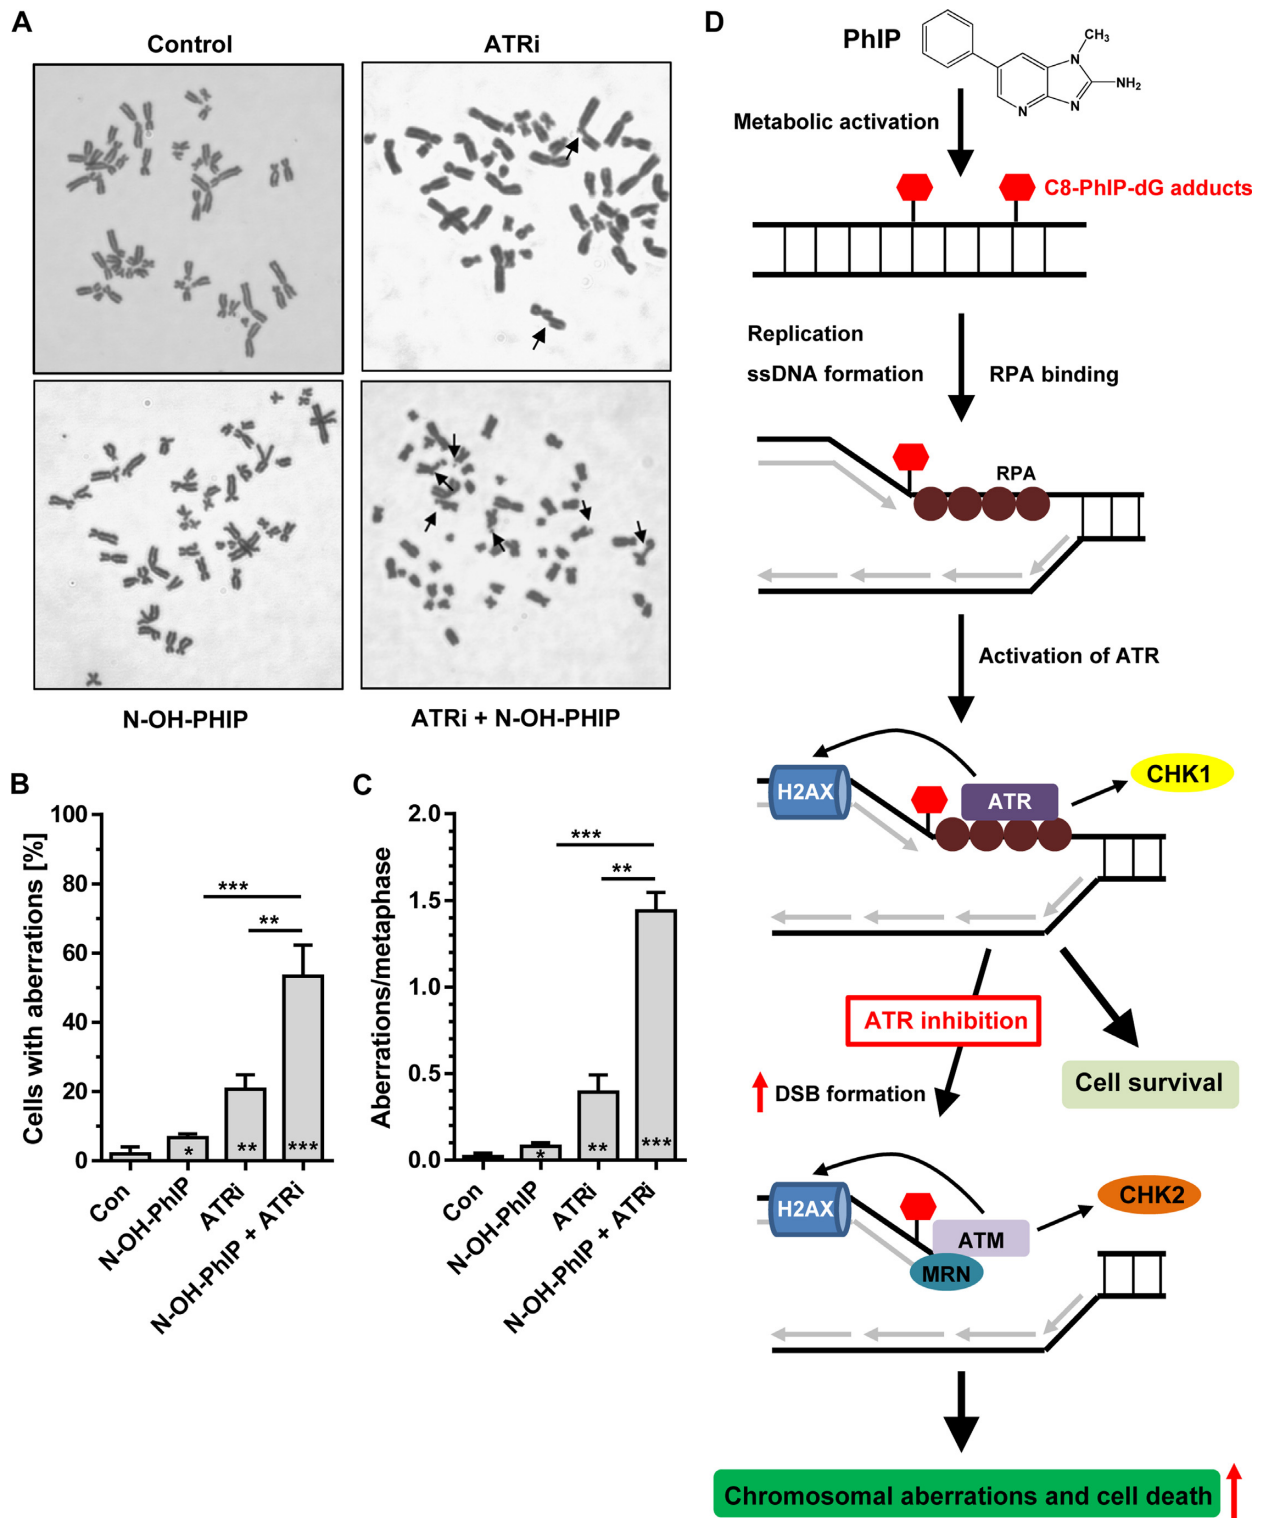 A
Control
ATRi
N-OH-PHIP
ATRi + N-OH-PHIP
B
Cells with aberrations [%]
100
80
60
40
20
0
***
**
*
**
***
Con
N-OH-PhIP
ATRi
N-OH-PhIP + ATRi
C
Aberrations/metaphase
2.0
1.5
1.0
0.5
0.0
***
**
*
**
***
Con
N-OH-PhIP
ATRi
N-OH-PhIP + ATRi
D
PhIP
CH3
N
N
N
NH2
Metabolic activation
C8-PhIP-dG adducts
Replication
ssDNA formation
RPA binding
RPA
Activation of ATR
H2AX
ATR
CHK1
ATR inhibition
DSB formation
Cell survival
H2AX
ATM
MRN
CHK2
Chromosomal aberrations and cell death